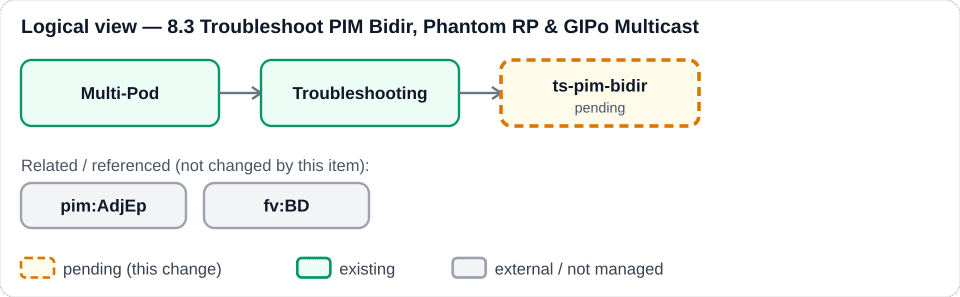 Logical view — 8.3 Troubleshoot PIM Bidir, Phantom RP & GIPo Multicast
Multi-Pod
Troubleshooting
ts-pim-bidir
pending
Related / referenced (not changed by this item):
pim:AdjEp
fv:BD
pending (this change)
existing
external / not managed